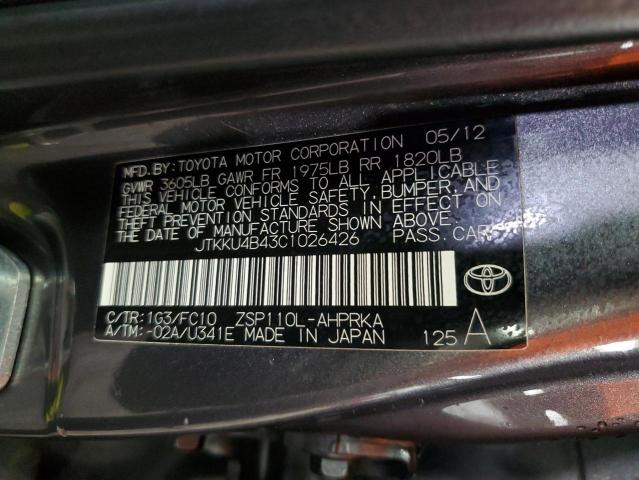 MFD. BY: TOYOTA MOTOR CORPORATION 05/12
GVWR 3605LB GAWR FR 1975LB RR 1820LB
THIS VEHICLE CONFORMS TO ALL APPLICABLE
FEDERAL MOTOR VEHICLE SAFETY, BUMPER, AND
THEFT PREVENTION STANDARDS IN EFFECT ON
THE DATE OF MANUFACTURE SHOWN ABOVE.
JTKKU4B43C1026426 PASS. CAR
C/TR: 1G3/FC10 ZSP110L-AHPRKA
A/TM: -02A/U341E MADE IN JAPAN 125 A